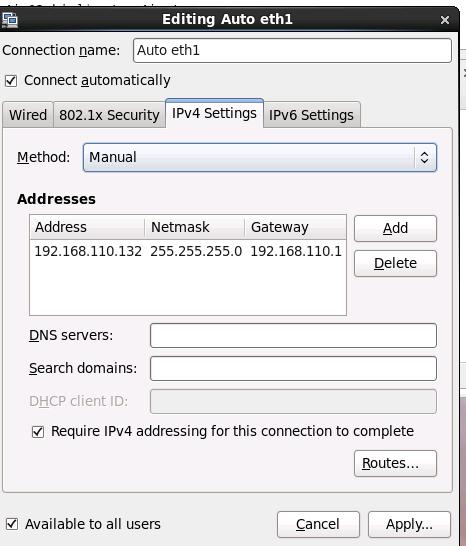 Editing Auto eth1
Connection name: Auto eth1
Connect automatically
Wired 802.1x Security IPv4 Settings IPv6 Settings
Method: Manual
Addresses
Address Netmask Gateway
192.168.110.132 255.255.255.0 192.168.110.1
Add
Delete
DNS servers:
Search domains:
DHCP client ID:
Require IPv4 addressing for this connection to complete
Routes...
Available to all users
Cancel
Apply...